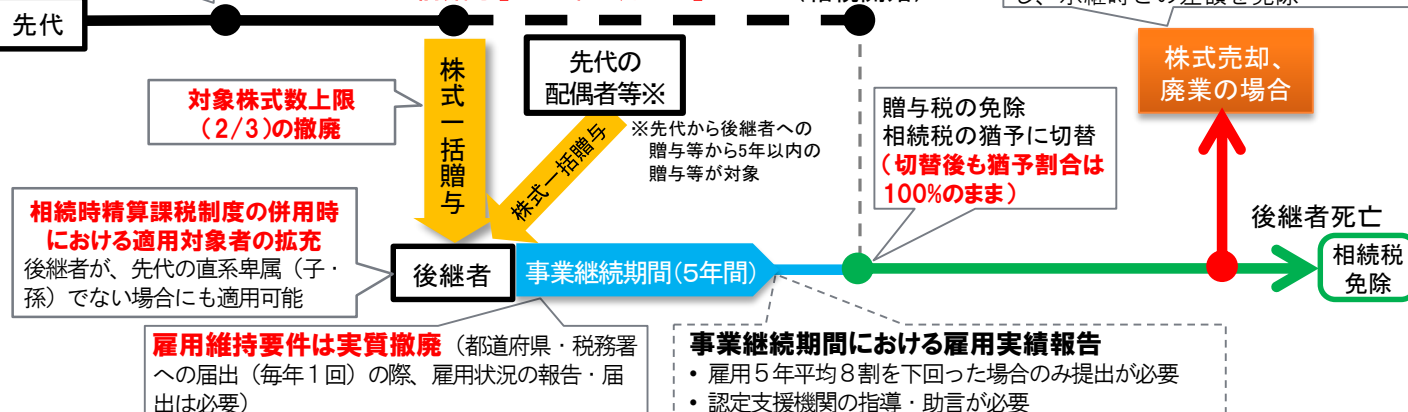 先代
対象株式数上限
（2/3）の撤廃
株式一括贈与
先代の
配偶者等※
株式一括贈与
※先代から後継者への
贈与等から5年以内の
贈与等が対象
贈与税の免除
相続税の猶予に切替
（切替後も猶予割合は
100%のまま）
株式売却、
廃業の場合
相続時精算課税制度の併用時
における適用対象者の拡充
後継者が、先代の直系卑属（子・
孫）でない場合にも適用可能
後継者
事業継続期間（5年間）
後継者死亡
相続税
免除
雇用維持要件は実質撤廃（都道府県・税務署
への届出（毎年１回）の際、雇用状況の報告・届
出は必要）
事業継続期間における雇用実績報告
• 雇用５年平均８割を下回った場合のみ提出が必要
• 認定支援機関の指導・助言が必要